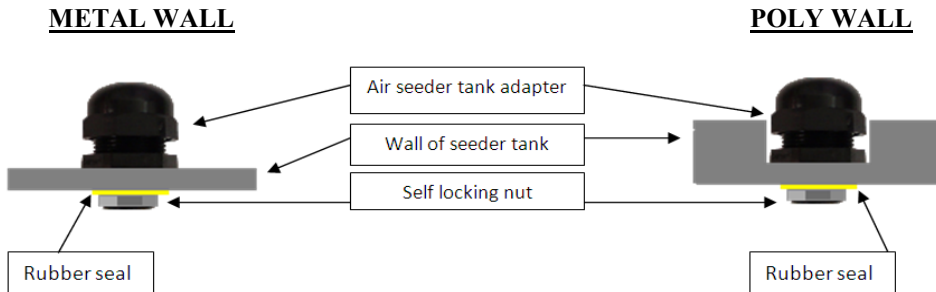 METAL WALL
POLY WALL
Air seeder tank adapter
Wall of seeder tank
Self locking nut
Rubber seal
Rubber seal